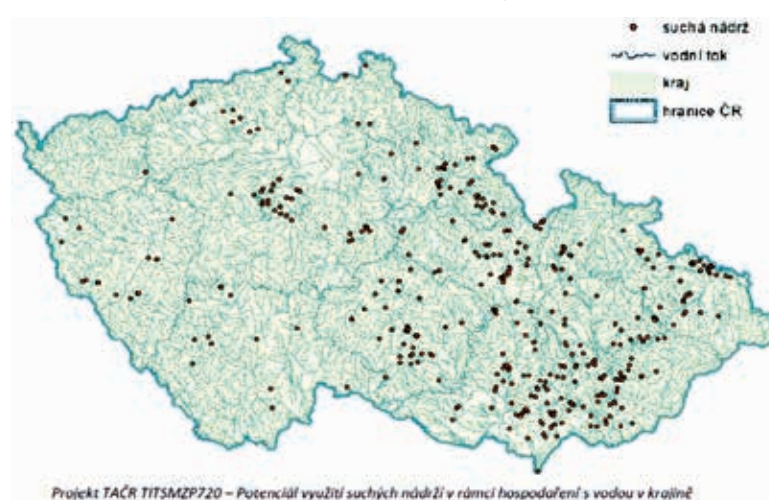 suchá nádrž
vodní tok
kraj
hranice ČR
Projekt TAČR TITSMZP720 – Potenciál využití suchých nádrží v rámci hospodaření s vodou v krajině